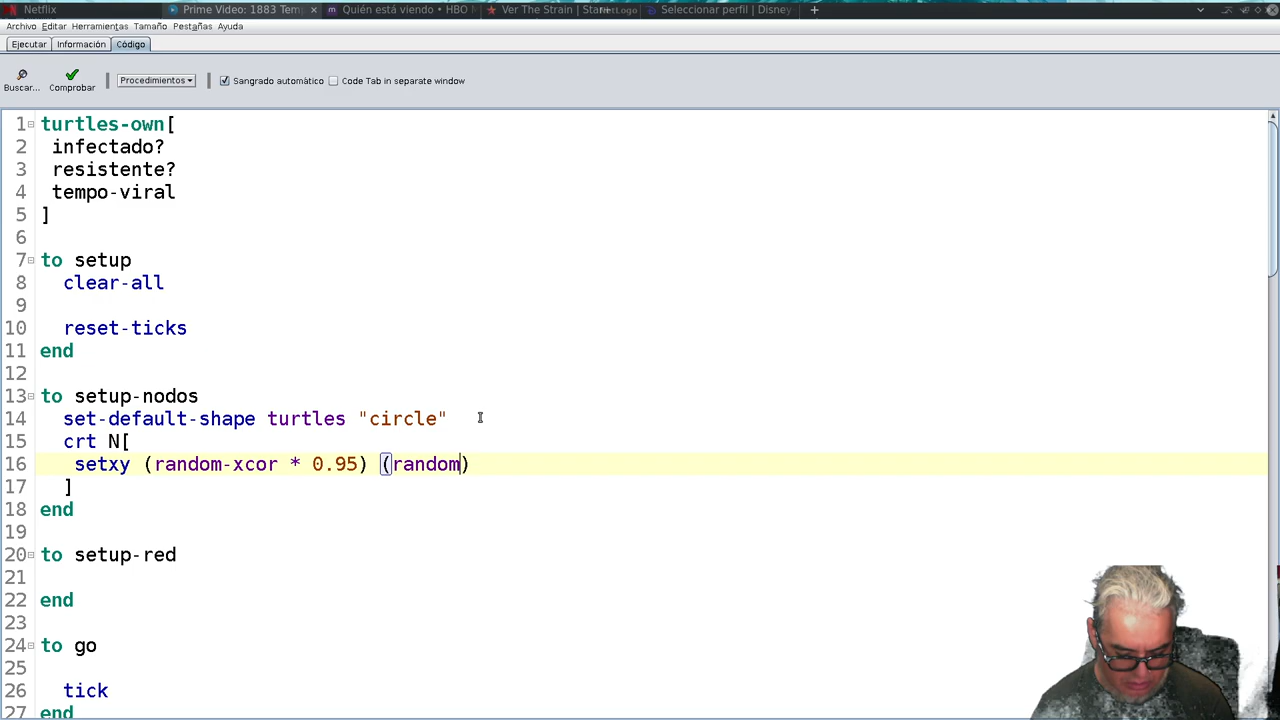 Netflix
Prime Video: 1883 Tem
Quién está viendo • HBO
Ver The Strain | Star+
Seleccionar perfil | Disney
Archivo Editar Herramientas Tamaño Pestañas Ayuda
Ejecutar Información Código
Buscar... Comprobar Procedimientos Sangrado automático Code Tab in separate window
1 turtles-own[
2 infectado?
3 resistente?
4 tempo-viral
5 ]
6
7 to setup
8 clear-all
9
10 reset-ticks
11 end
12
13 to setup-nodos
14 set-default-shape turtles "circle"
15 crt N[
16 setxy (random-xcor * 0.95) (random)
17 ]
18 end
19
20 to setup-red
21
22 end
23
24 to go
25
26 tick
27 end